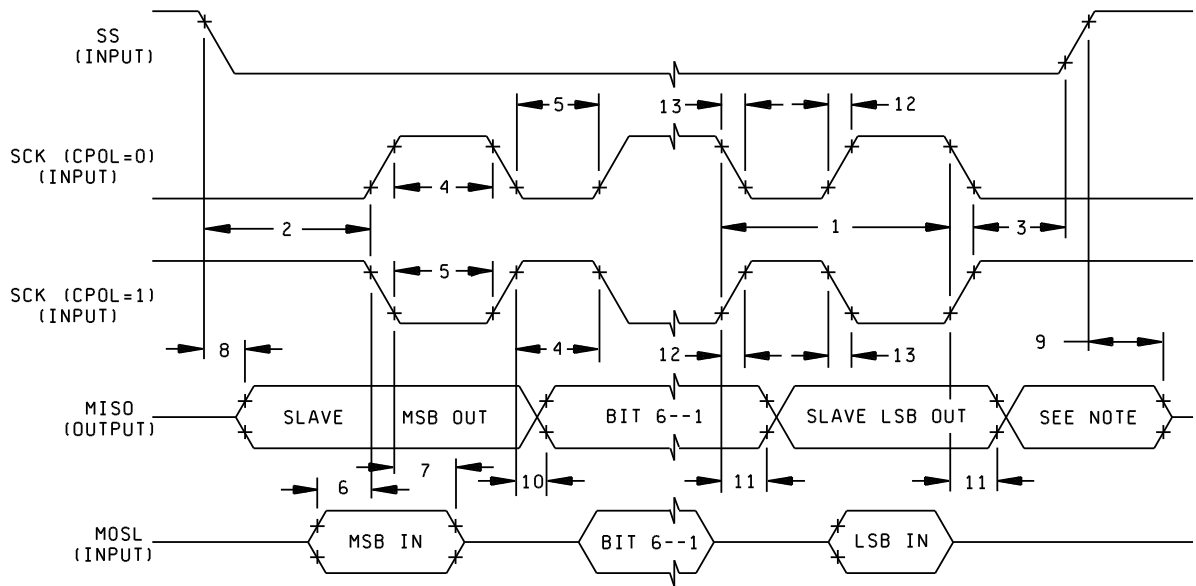 SS
(INPUT)
5
13
12
SCK (CPOL=0)
(INPUT)
4
2
1
3
SCK (CPOL=1)
(INPUT)
5
8
4
12
13
9
MISO
(OUTPUT)
SLAVE MSB OUT
BIT 6--1
SLAVE LSB OUT
SEE NOTE
6
7
10
11
11
MOSL
(INPUT)
MSB IN
BIT 6--1
LSB IN